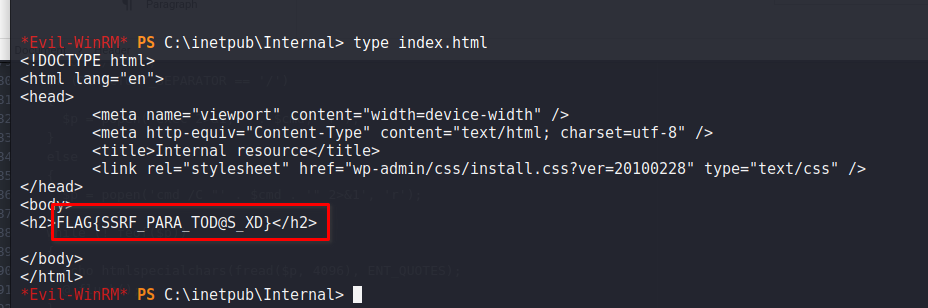 Paragraph
*Evil-WinRM* PS C:\inetpub\Internal> type index.html
<!DOCTYPE html>
<html lang="en">
<head>
        <meta name="viewport" content="width=device-width" />
        <meta http-equiv="Content-Type" content="text/html; charset=utf-8" />
        <title>Internal resource</title>
        <link rel="stylesheet" href="wp-admin/css/install.css?ver=20100228" type="text/css" />
</head>
<body>
<h2>FLAG{SSRF_PARA_TOD@S_XD}</h2>
</body>
</html>
*Evil-WinRM* PS C:\inetpub\Internal>